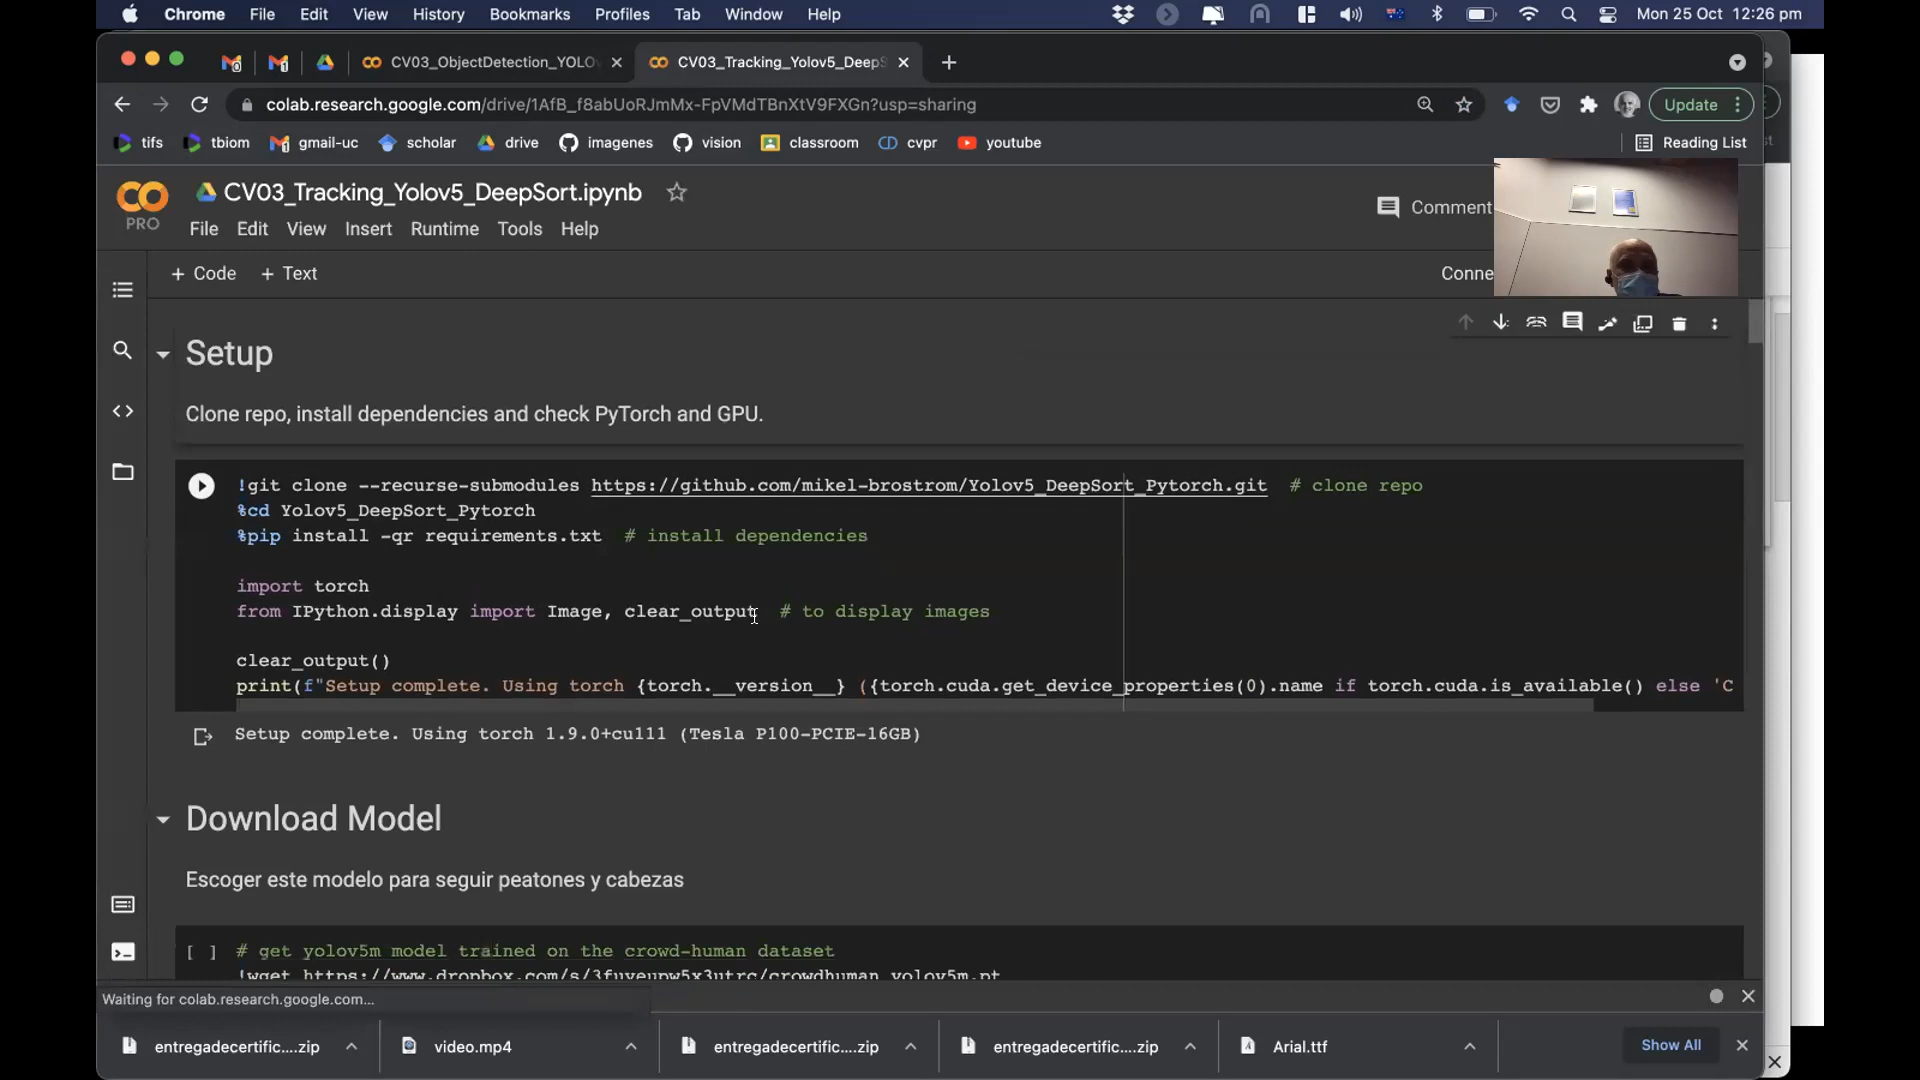 Chrome File Edit View History Bookmarks Profiles Tab Window Help Mon 25 Oct 12:26 pm
CV03_ObjectDetection_YOLO CV03_Tracking_Yolov5_DeepS
colab.research.google.com/drive/1AfB_f8abUoRJmMx-FpVMdTBnXtV9FXGn?usp=sharing Update
tifs tbiom gmail-uc scholar drive imagenes vision classroom cvpr youtube Reading List
CV03_Tracking_Yolov5_DeepSort.ipynb
PRO
Comment
File Edit View Insert Runtime Tools Help
+ Code + Text Conne
Setup
Clone repo, install dependencies and check PyTorch and GPU.
!git clone --recurse-submodules https://github.com/mikel-brostrom/Yolov5_DeepSort_Pytorch.git # clone repo
%cd Yolov5_DeepSort_Pytorch
%pip install -qr requirements.txt # install dependencies
import torch
from IPython.display import Image, clear_output # to display images
clear_output()
print(f"Setup complete. Using torch {torch.__version__} ({torch.cuda.get_device_properties(0).name if torch.cuda.is_available() else 'C
Setup complete. Using torch 1.9.0+cu111 (Tesla P100-PCIE-16GB)
Download Model
Escoger este modelo para seguir peatones y cabezas
[ ] # get yolov5m model trained on the crowd-human dataset
!wget https://www.dropbox.com/s/3fuyeupw5x3utrc/crowdhuman_yolov5m.pt
Waiting for colab.research.google.com...
entregadecertific....zip video.mp4 entregadecertific....zip entregadecertific....zip Arial.ttf Show All